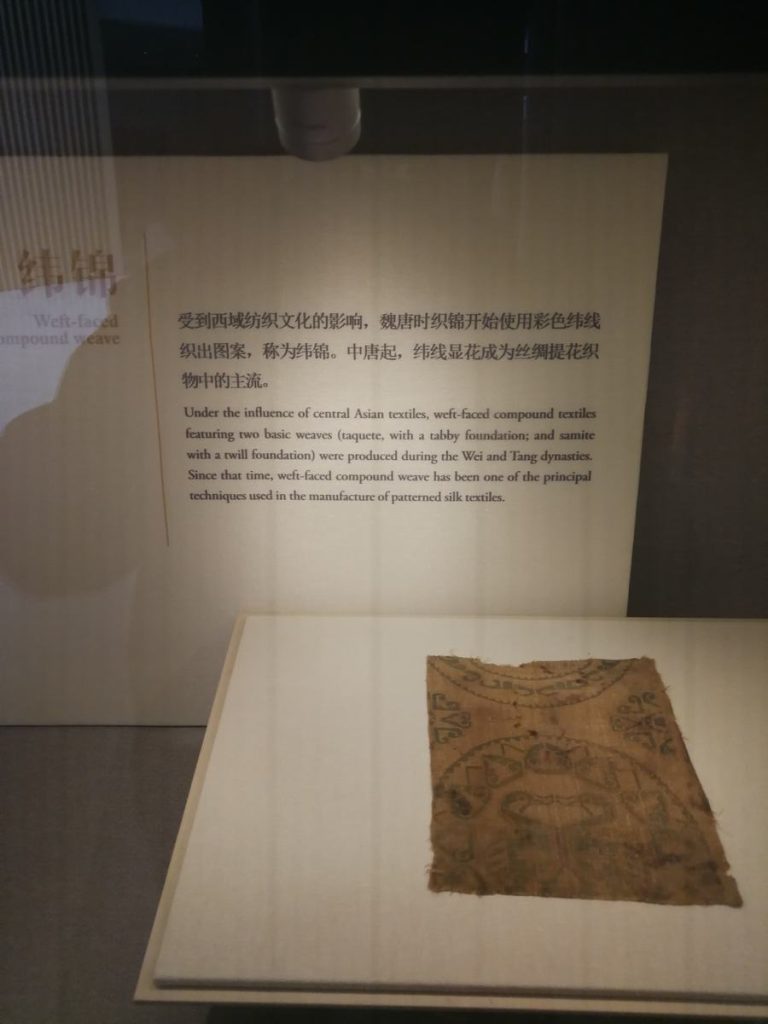 纬锦
Weft-faced
ompound weave
受到西域纺织文化的影响，魏唐时织锦开始使用彩色纬线
织出图案，称为纬锦。中唐起，纬线显花成为丝绸提花织
物中的主流。
Under the influence of central Asian textiles, weft-faced compound textiles
featuring two basic weaves (taquete, with a tabby foundation; and samite
with a twill foundation) were produced during the Wei and Tang dynasties.
Since that time, weft-faced compound weave has been one of the principal
techniques used in the manufacture of patterned silk textiles.